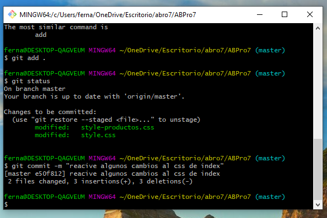 MINGW64:/c/Users/ferna/OneDrive/Escritorio/abro7/ABPro7
The most similar command is
add
ferna@DESKTOP-QAGVEUM MINGW64 ~/OneDrive/Escritorio/abro7/ABPro7 (master)
$ git add .
ferna@DESKTOP-QAGVEUM MINGW64 ~/OneDrive/Escritorio/abro7/ABPro7 (master)
$ git status
On branch master
Your branch is up to date with 'origin/master'.
Changes to be committed:
(use "git restore --staged <file>..." to unstage)
modified: style-productos.css
modified: style.css
ferna@DESKTOP-QAGVEUM MINGW64 ~/OneDrive/Escritorio/abro7/ABPro7 (master)
$ git commit -m "reacive algunos cambios al css de index"
[master e50f812] reacive algunos cambios al css de index
2 files changed, 3 insertions(+), 3 deletions(-)
ferna@DESKTOP-QAGVEUM MINGW64 ~/OneDrive/Escritorio/abro7/ABPro7 (master)
$